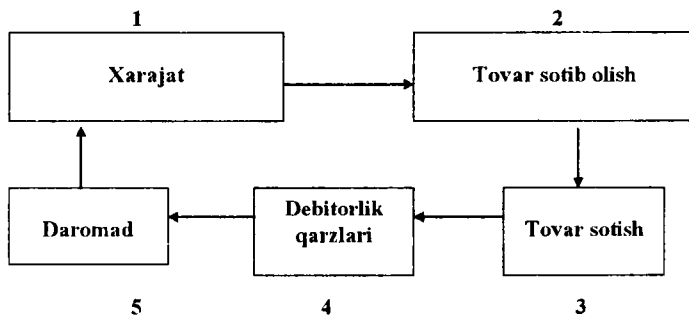 1
2
Xarajat
Tovar sotib olish
Daromad
Debitorlik
qarzlari
Tovar sotish
5
4
3